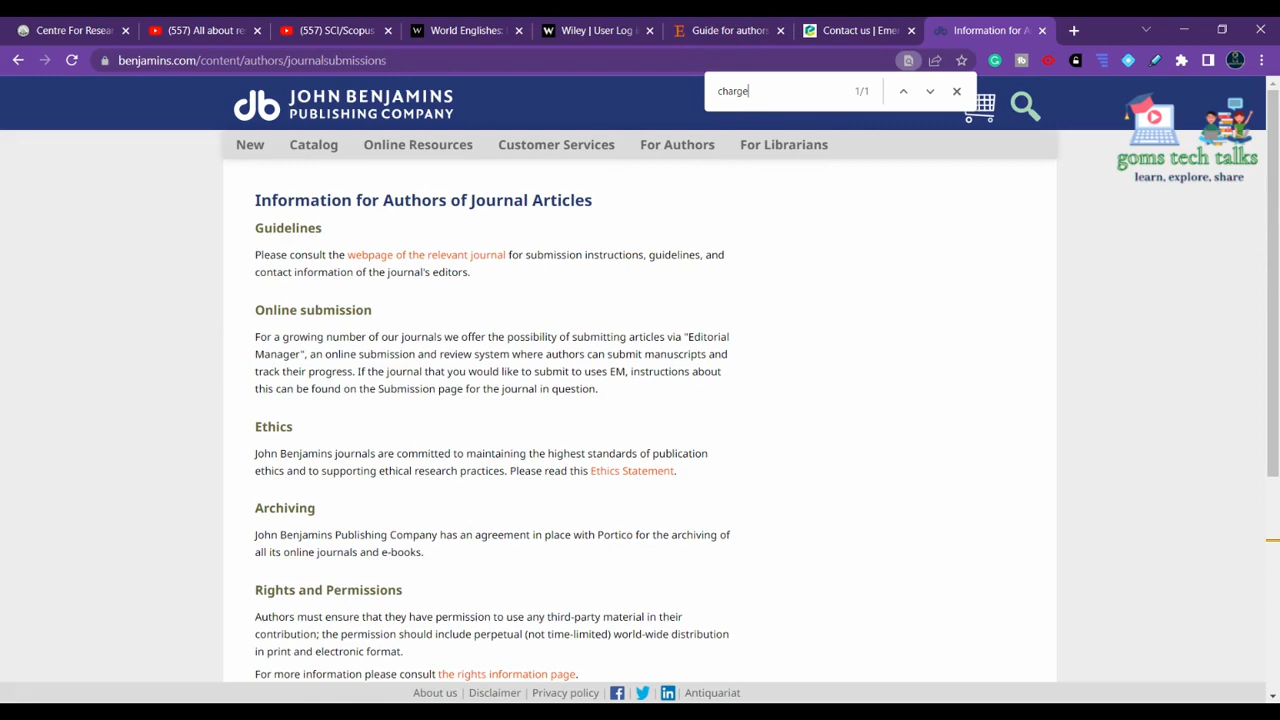 Centre For Resea
(557) All about re
(557) SCI/Scopus
World Englishes:
Wiley | User Log i
Guide for authors
Contact us | Eme
Information for A
benjamins.com/content/authors/journalsubmissions
charge
1/1
JOHN BENJAMINS
PUBLISHING COMPANY
goms tech talks
learn, explore, share
New
Catalog
Online Resources
Customer Services
For Authors
For Librarians
Information for Authors of Journal Articles
Guidelines
Please consult the webpage of the relevant journal for submission instructions, guidelines, and
contact information of the journal's editors.
Online submission
For a growing number of our journals we offer the possibility of submitting articles via "Editorial
Manager", an online submission and review system where authors can submit manuscripts and
track their progress. If the journal that you would like to submit to uses EM, instructions about
this can be found on the Submission page for the journal in question.
Ethics
John Benjamins journals are committed to maintaining the highest standards of publication
ethics and to supporting ethical research practices. Please read this Ethics Statement.
Archiving
John Benjamins Publishing Company has an agreement in place with Portico for the archiving of
all its online journals and e-books.
Rights and Permissions
Authors must ensure that they have permission to use any third-party material in their
contribution; the permission should include perpetual (not time-limited) world-wide distribution
in print and electronic format.
For more information please consult the rights information page.
About us | Disclaimer | Privacy policy | Antiquariat